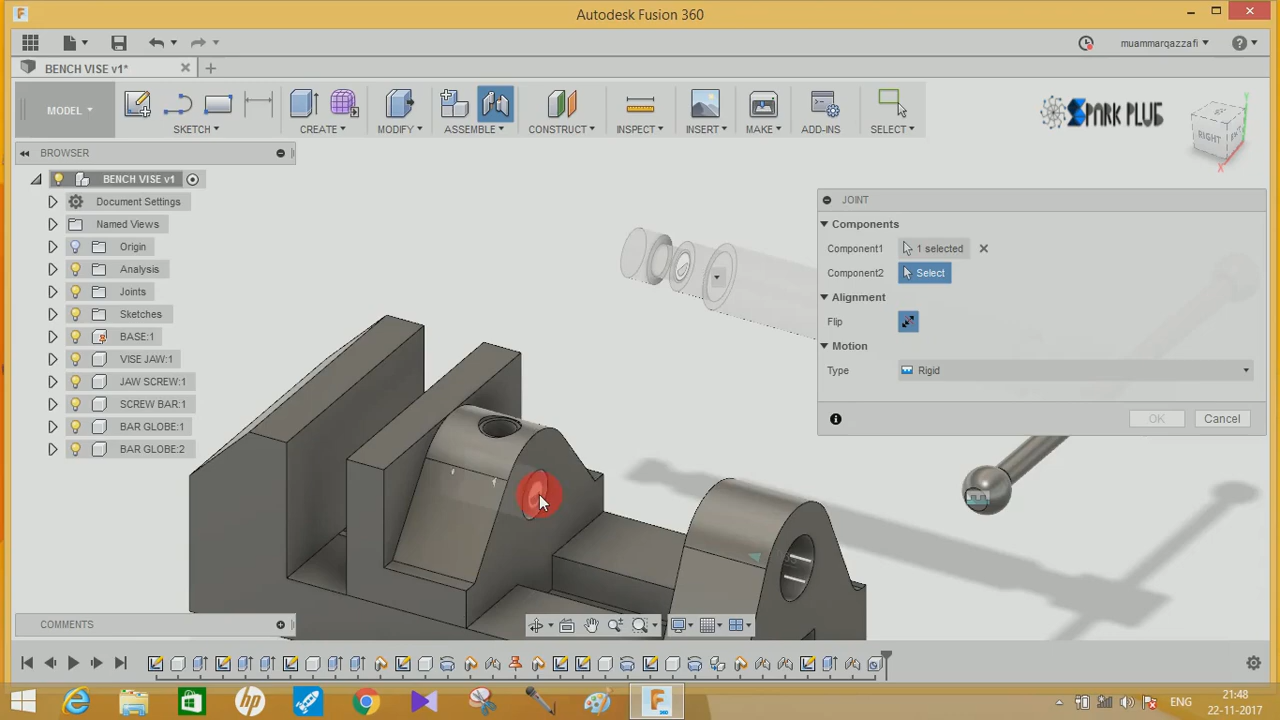 Autodesk Fusion 360
muammarqazzafi
BENCH VISE v1*
MODEL
SKETCH
CREATE
MODIFY
ASSEMBLE
CONSTRUCT
INSPECT
INSERT
MAKE
ADD-INS
SELECT
SPARK PLUG
RIGHT
BROWSER
BENCH VISE v1
Document Settings
Named Views
Origin
Analysis
Joints
Sketches
BASE:1
VISE JAW:1
JAW SCREW:1
SCREW BAR:1
BAR GLOBE:1
BAR GLOBE:2
JOINT
Components
Component1 1 selected
Component2 Select
Alignment
Flip
Motion
Type Rigid
OK Cancel
COMMENTS
ENG
21:48
22-11-2017